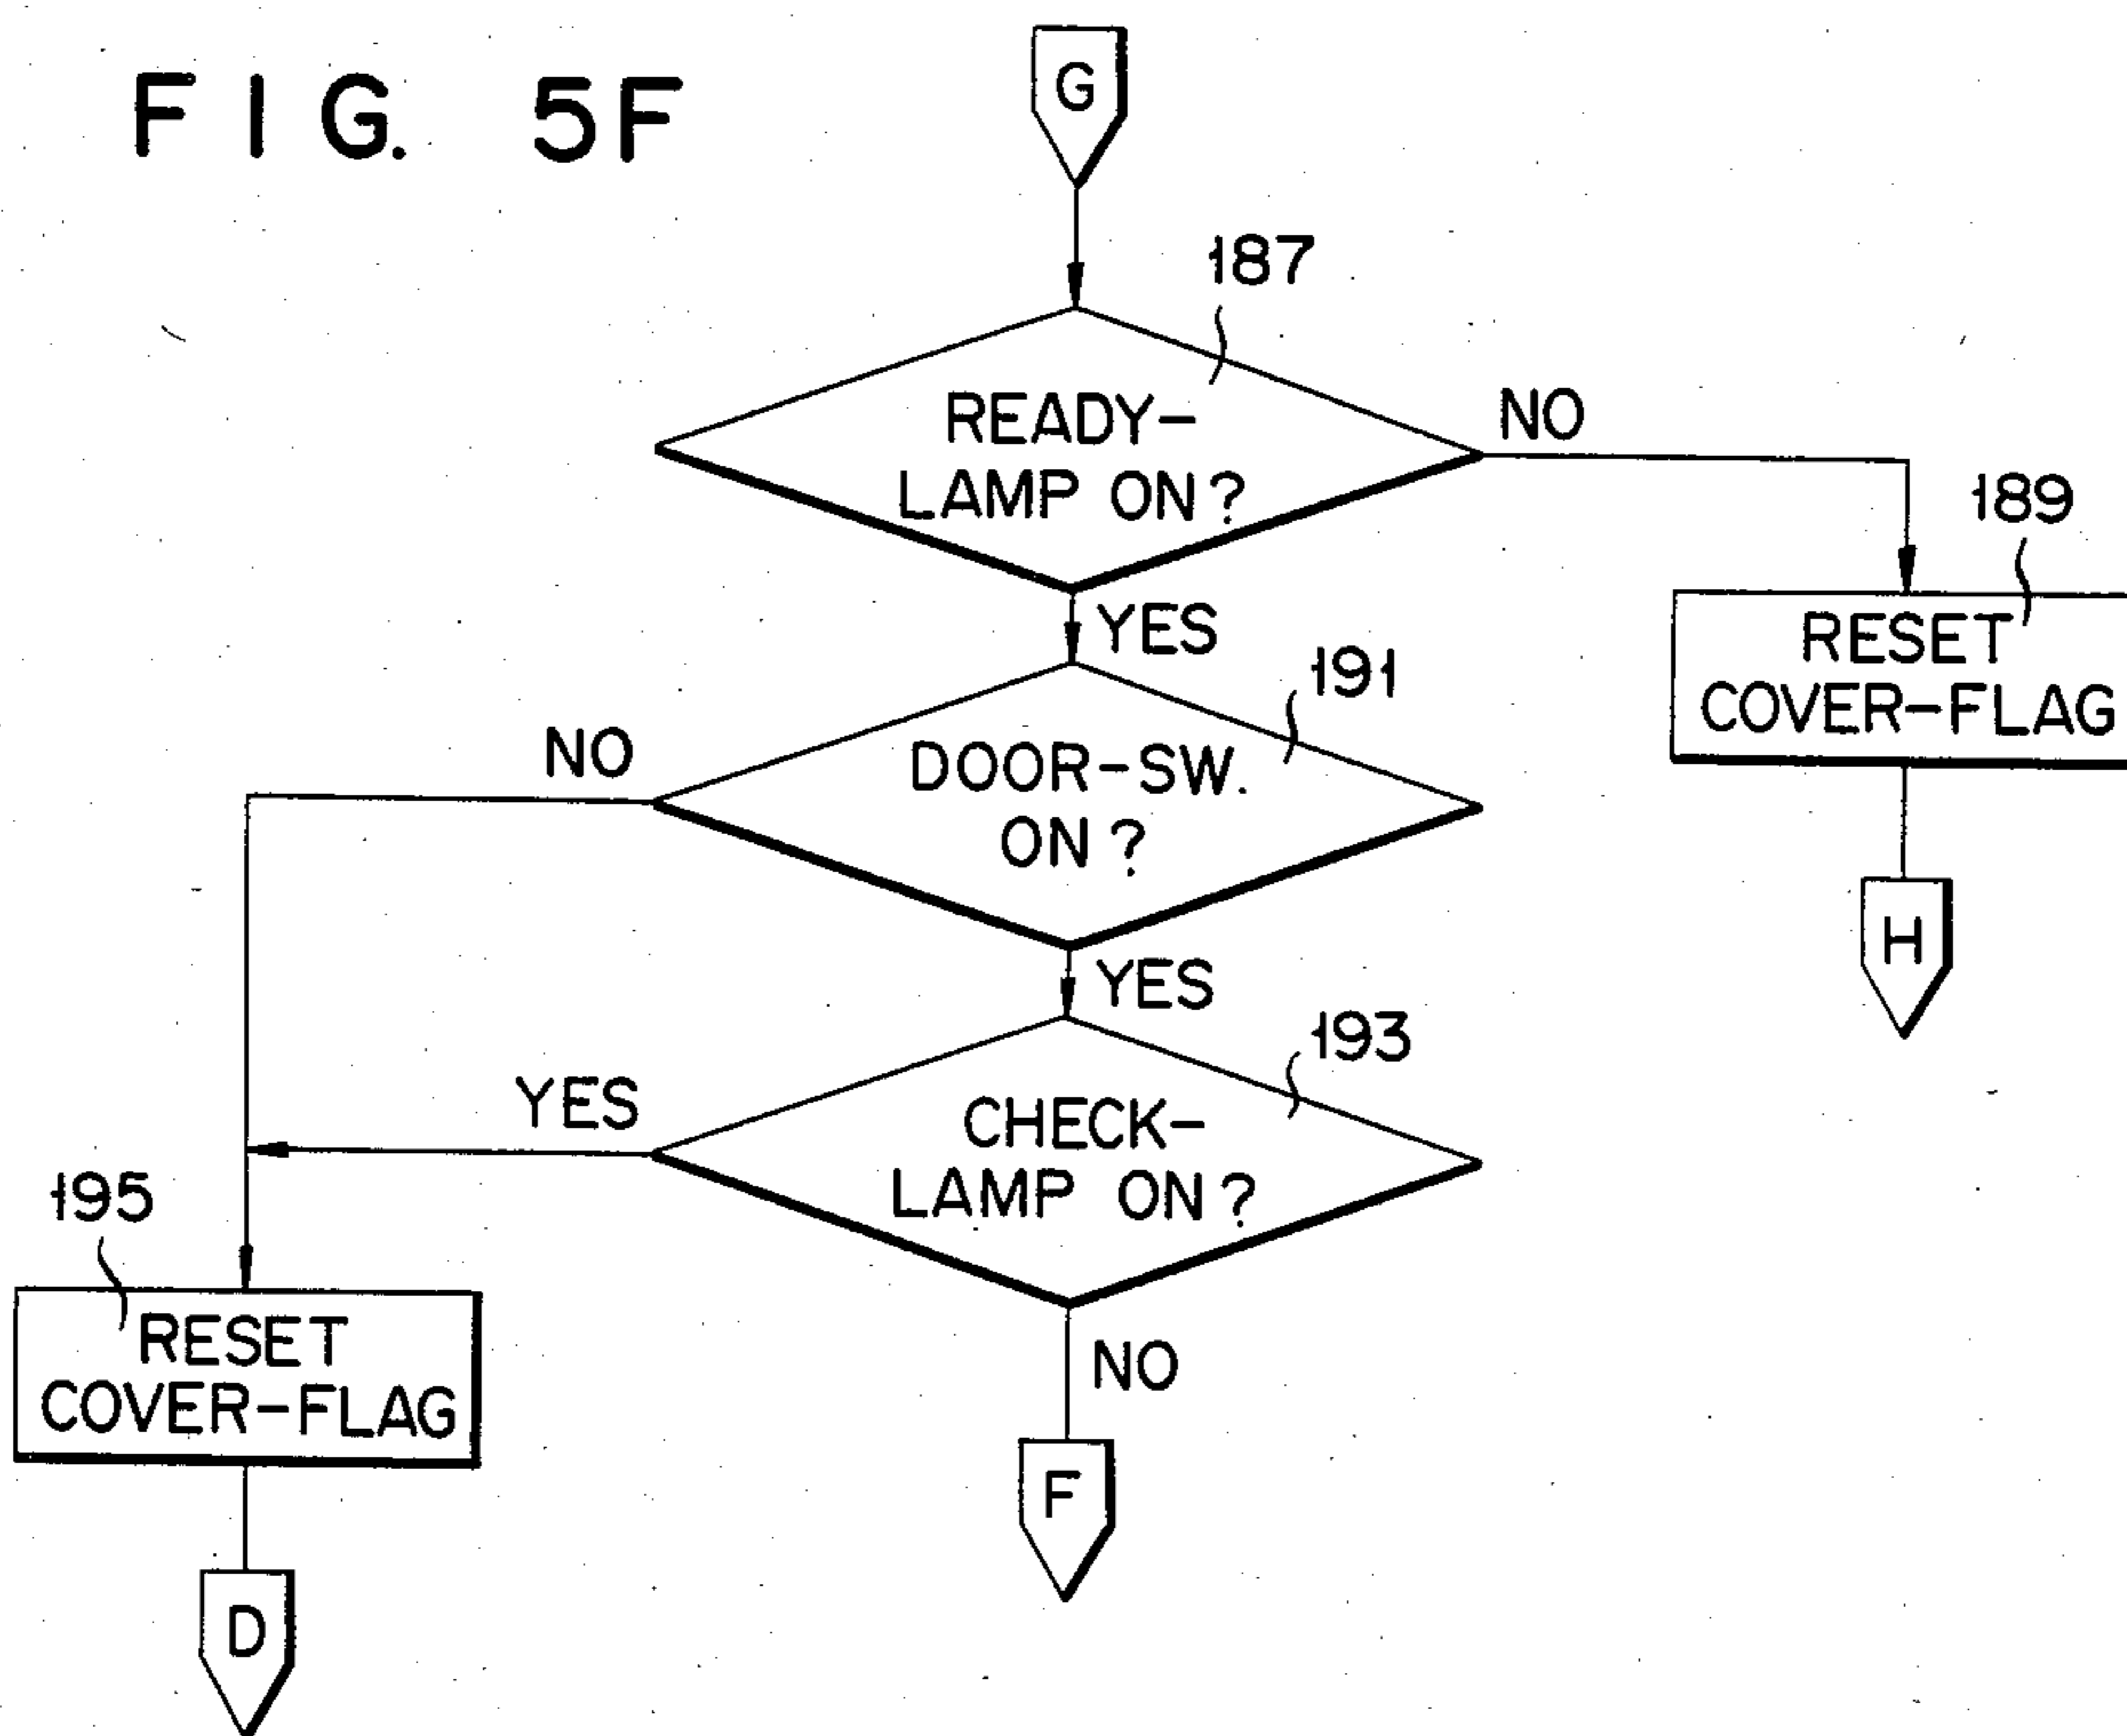 FIG. 5F
G
187
READY-
LAMP ON?
NO
189
RESET
COVER-FLAG
H
YES
191
DOOR-SW.
ON?
NO
YES
193
CHECK-
LAMP ON?
YES
195
RESET
COVER-FLAG
D
NO
F